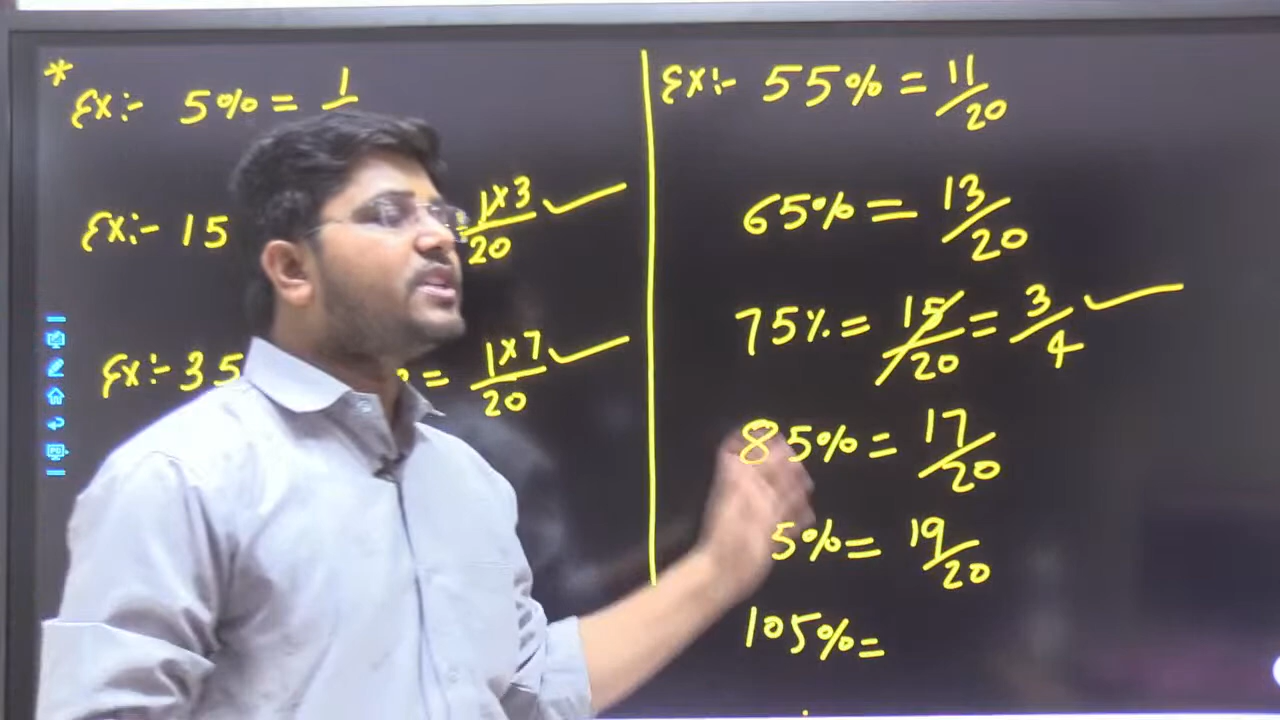 * Ex:- 5% = 1
Ex:- 15 = 1×3/20 ✓
Ex:- 35 = 1×7/20 ✓
Ex:- 55% = 11/20
65% = 13/20
75% = 15/20 = 3/4 ✓
85% = 17/20
5% = 19/20
105% =